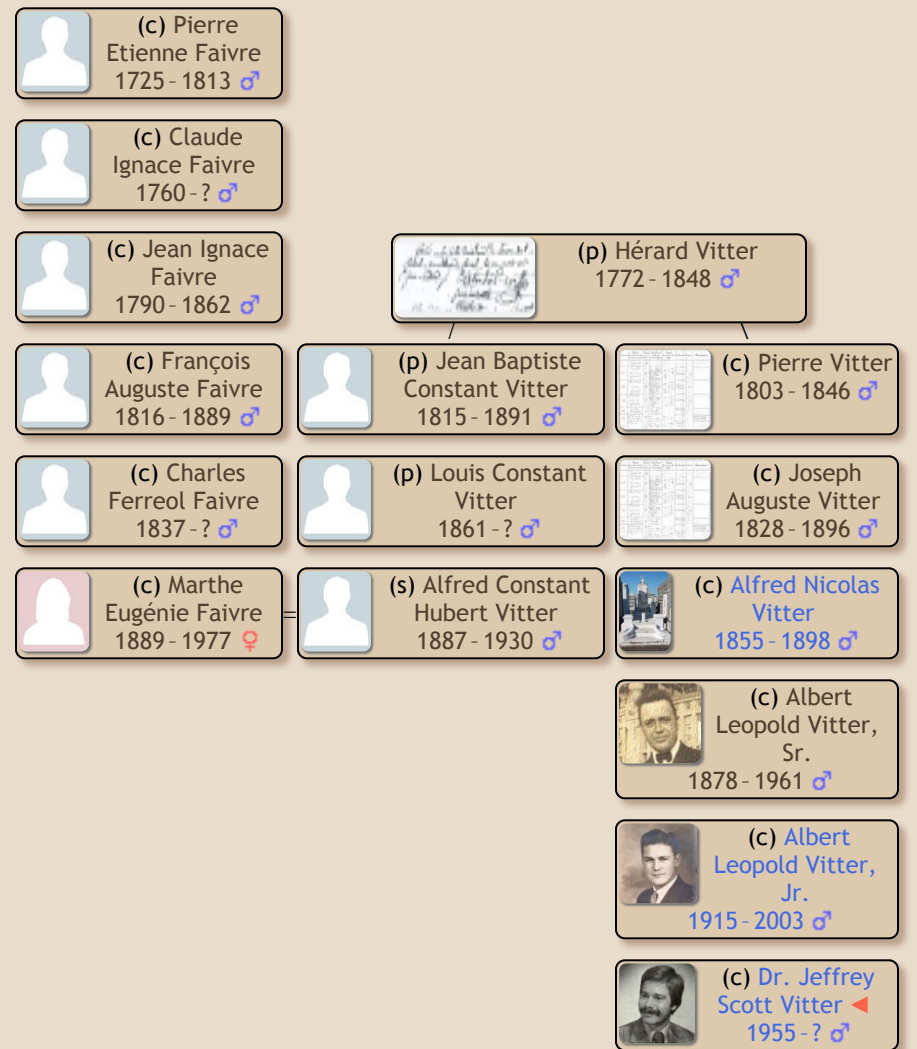 (c) Pierre
Etienne Faivre
1725 – 1813 ♂
(c) Claude
Ignace Faivre
1760 – ? ♂
(c) Jean Ignace
Faivre
1790 – 1862 ♂
(p) Hérard Vitter
1772 – 1848 ♂
(c) François
Auguste Faivre
1816 – 1889 ♂
(p) Jean Baptiste
Constant Vitter
1815 – 1891 ♂
(c) Pierre Vitter
1803 – 1846 ♂
(c) Charles
Ferreol Faivre
1837 – ? ♂
(p) Louis Constant
Vitter
1861 – ? ♂
(c) Joseph
Auguste Vitter
1828 – 1896 ♂
(c) Marthe
Eugénie Faivre
1889 – 1977 ♀
=
(s) Alfred Constant
Hubert Vitter
1887 – 1930 ♂
(c) Alfred Nicolas
Vitter
1855 – 1898 ♂
(c) Albert
Leopold Vitter,
Sr.
1878 – 1961 ♂
(c) Albert
Leopold Vitter,
Jr.
1915 – 2003 ♂
(c) Dr. Jeffrey
Scott Vitter ◄
1955 – ? ♂